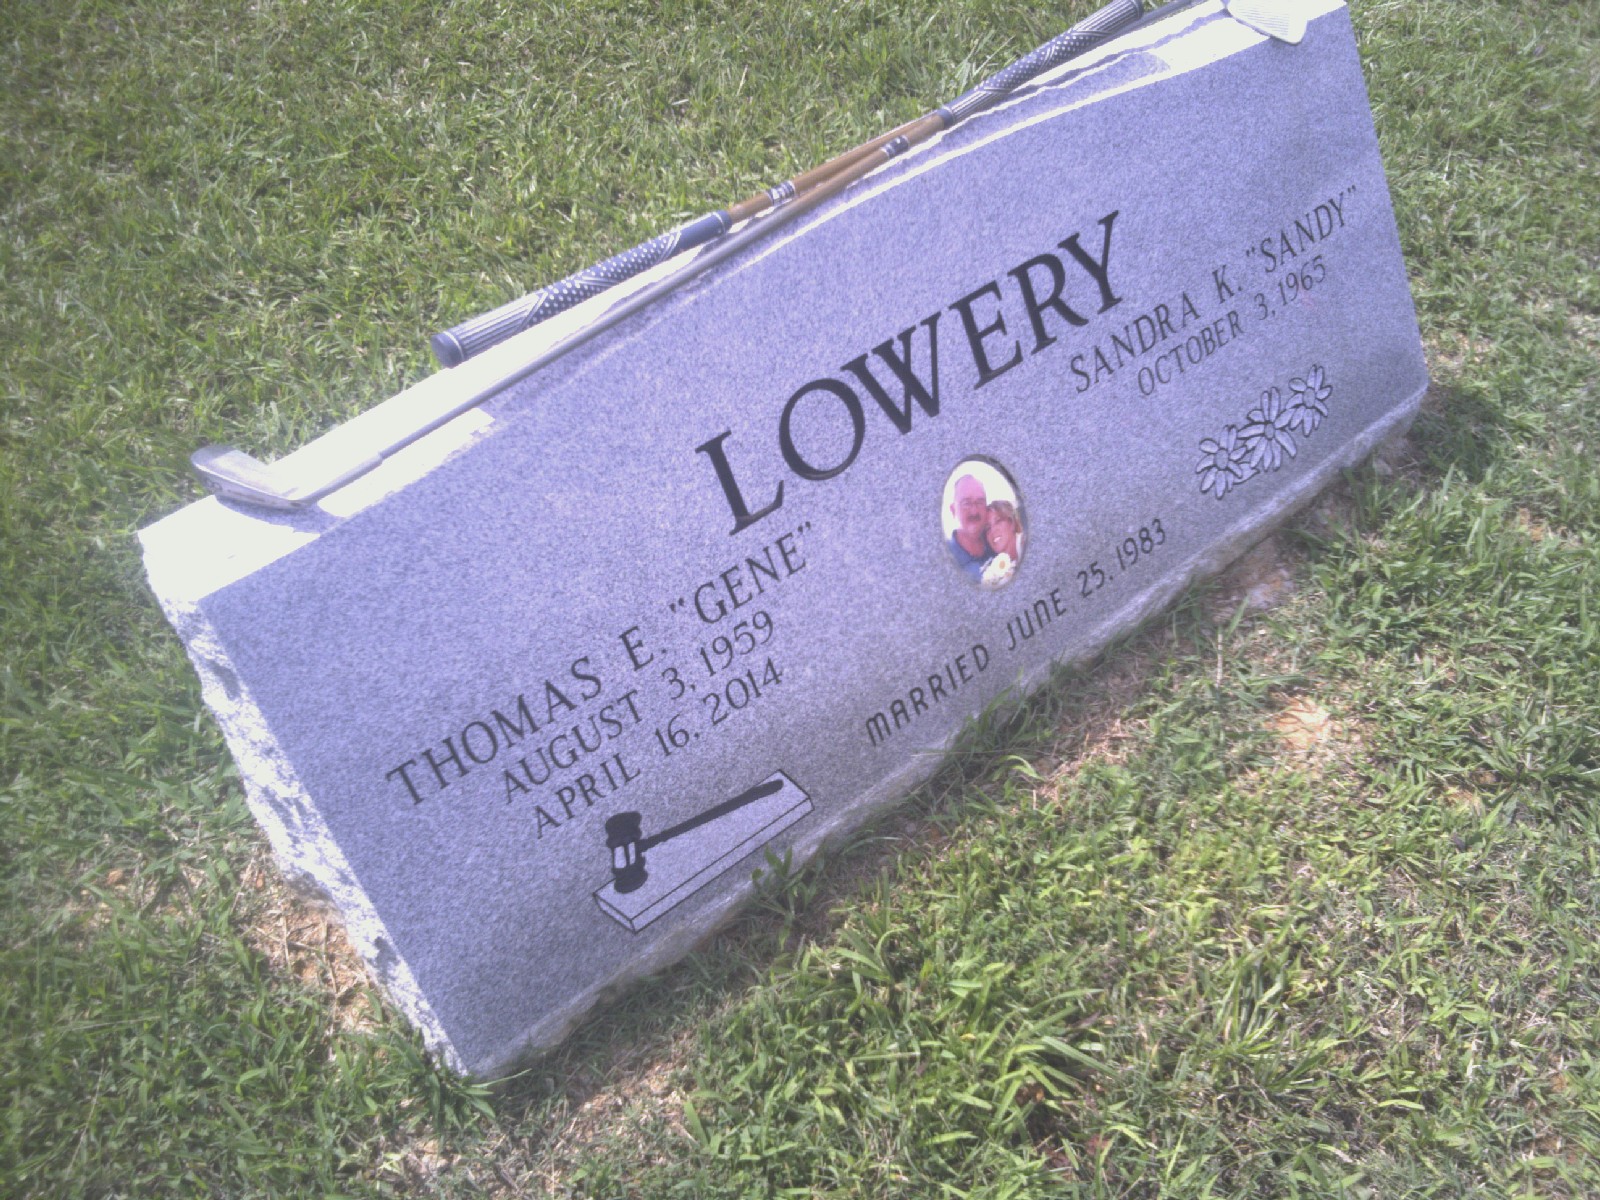 LOWERY
THOMAS E. "GENE"
AUGUST 3, 1959
APRIL 16, 2014
SANDRA K. "SANDY"
OCTOBER 3, 1965
MARRIED JUNE 25, 1983